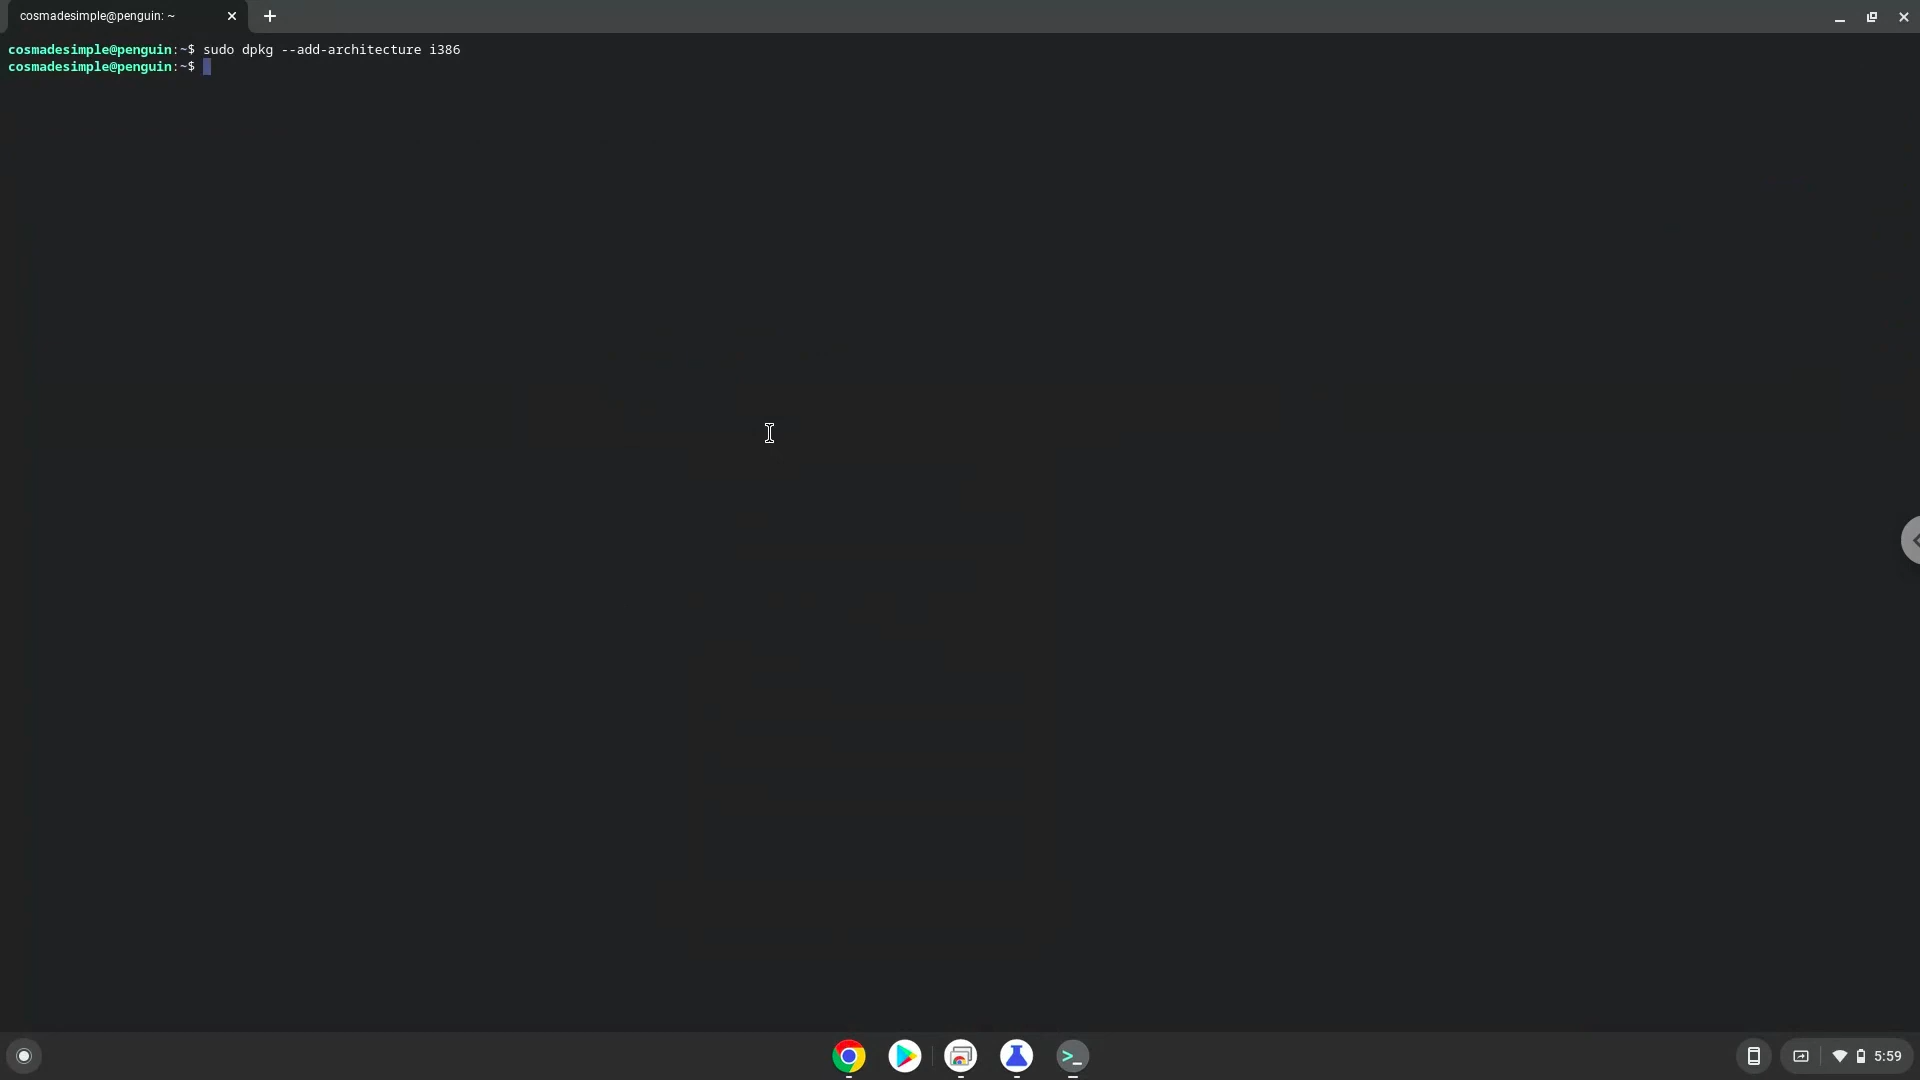 cosmadesimple@penguin: ~
cosmadesimple@penguin:~$ sudo dpkg --add-architecture i386
cosmadesimple@penguin:~$
5:59